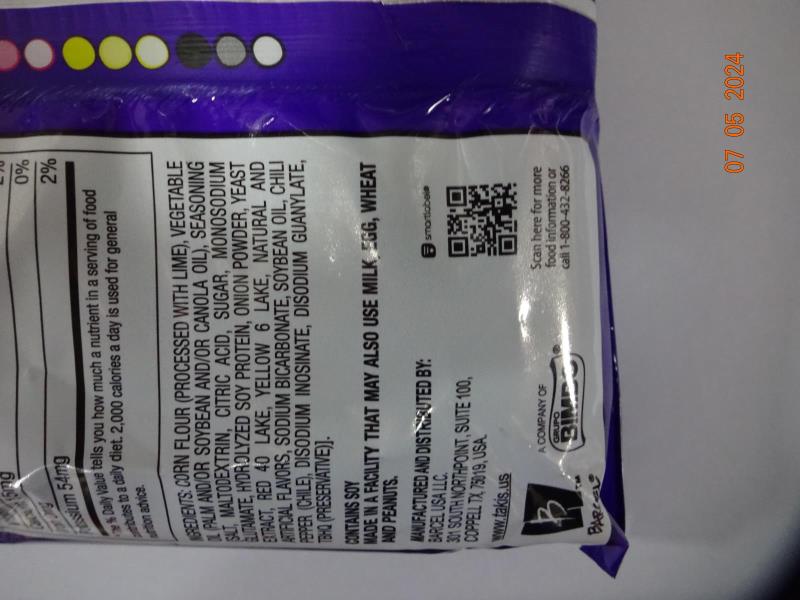 0%
2%
ssium 54mg
% Daily Value tells you how much a nutrient in a serving of food
ributes to a daily diet. 2,000 calories a day is used for general
advice.
INGREDIENTS: CORN FLOUR (PROCESSED WITH LIME), VEGETABLE
OIL (PALM AND/OR SOYBEAN AND/OR CANOLA OIL), SEASONING
SALT, MALTODEXTRIN, CITRIC ACID, SUGAR, MONOSODIUM
GLUTAMATE, HYDROLYZED SOY PROTEIN, ONION POWDER, YEAST
EXTRACT, RED 40 LAKE, YELLOW 6 LAKE, NATURAL AND
ARTIFICIAL FLAVORS, SODIUM BICARBONATE, SOYBEAN OIL, CHILI
PEPPER (CHILE), DISODIUM INOSINATE, DISODIUM GUANYLATE,
TBHQ (PRESERVATIVE)].
CONTAINS SOY
MADE IN A FACILITY THAT MAY ALSO USE MILK, EGG, WHEAT
AND PEANUTS.
MANUFACTURED AND DISTRIBUTED BY:
BARCEL USA LLC.
301 SOUTH NORTHPOINT, SUITE 100,
COPPELL TX, 75019, USA.
www.takis.us
smartlabel®
Scan here for more
food information or
call 1-800-432-8266
A COMPANY OF
GRUPO
BIMBO®
B
BARCEL™
07 05 2024